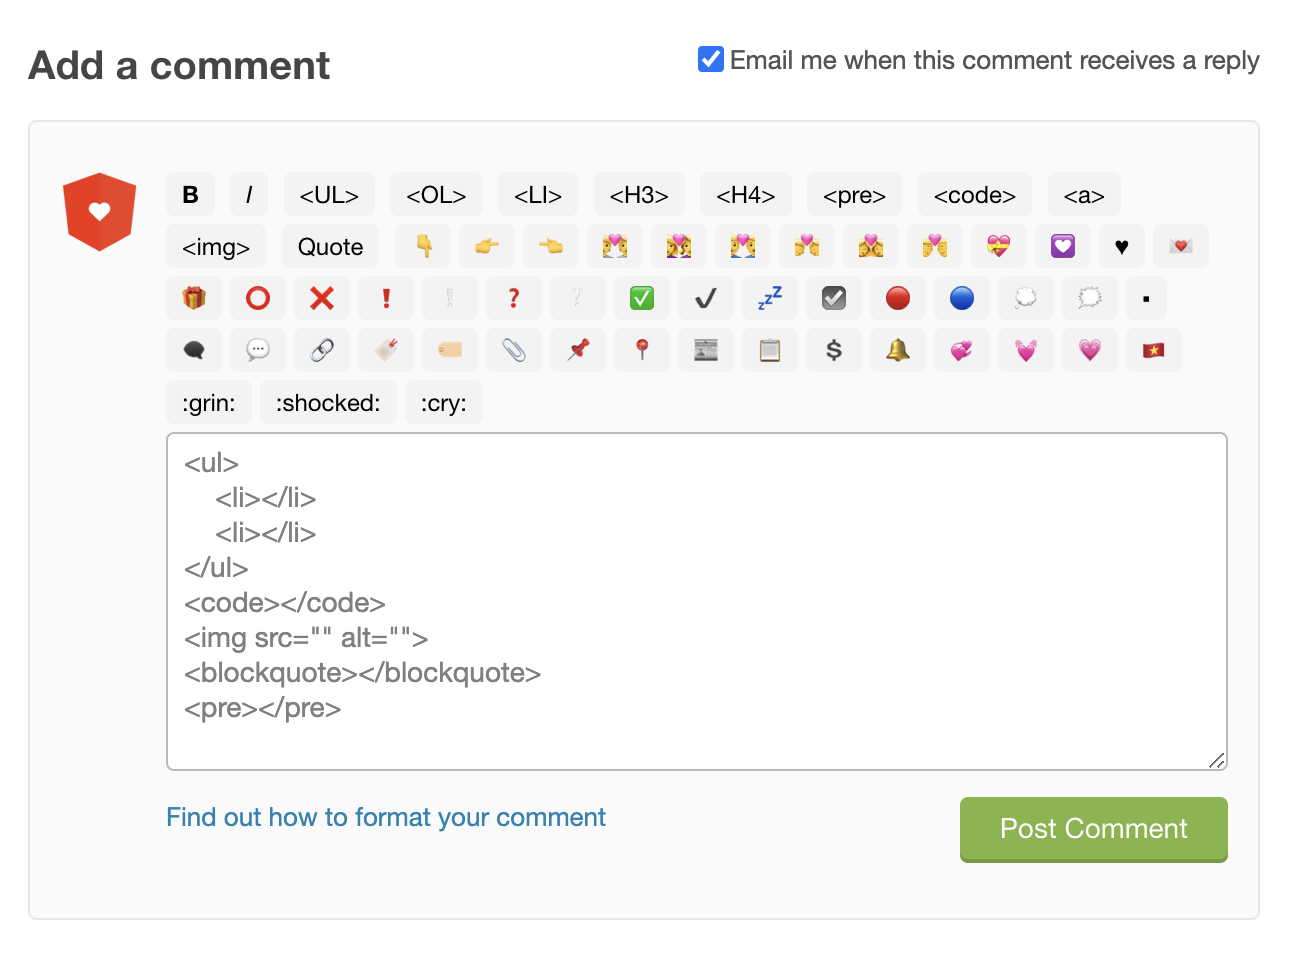 Add a comment
Email me when this comment receives a reply
B I <UL> <OL> <LI> <H3> <H4> <pre> <code> <a>
<img> Quote
:grin: :shocked: :cry:
<ul>
<li></li>
<li></li>
</ul>
<code></code>
<img src="" alt="">
<blockquote></blockquote>
<pre></pre>
Find out how to format your comment
Post Comment